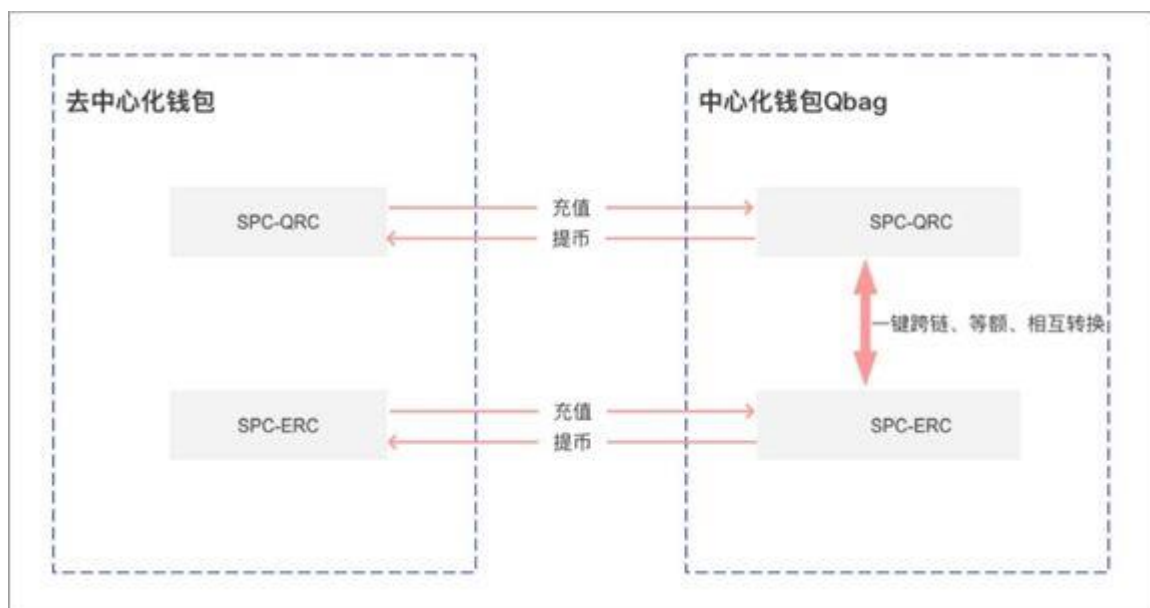 去中心化钱包
中心化钱包Qbag
SPC-QRC
充值
提币
SPC-QRC
一键跨链、等额、相互转换
SPC-ERC
充值
提币
SPC-ERC